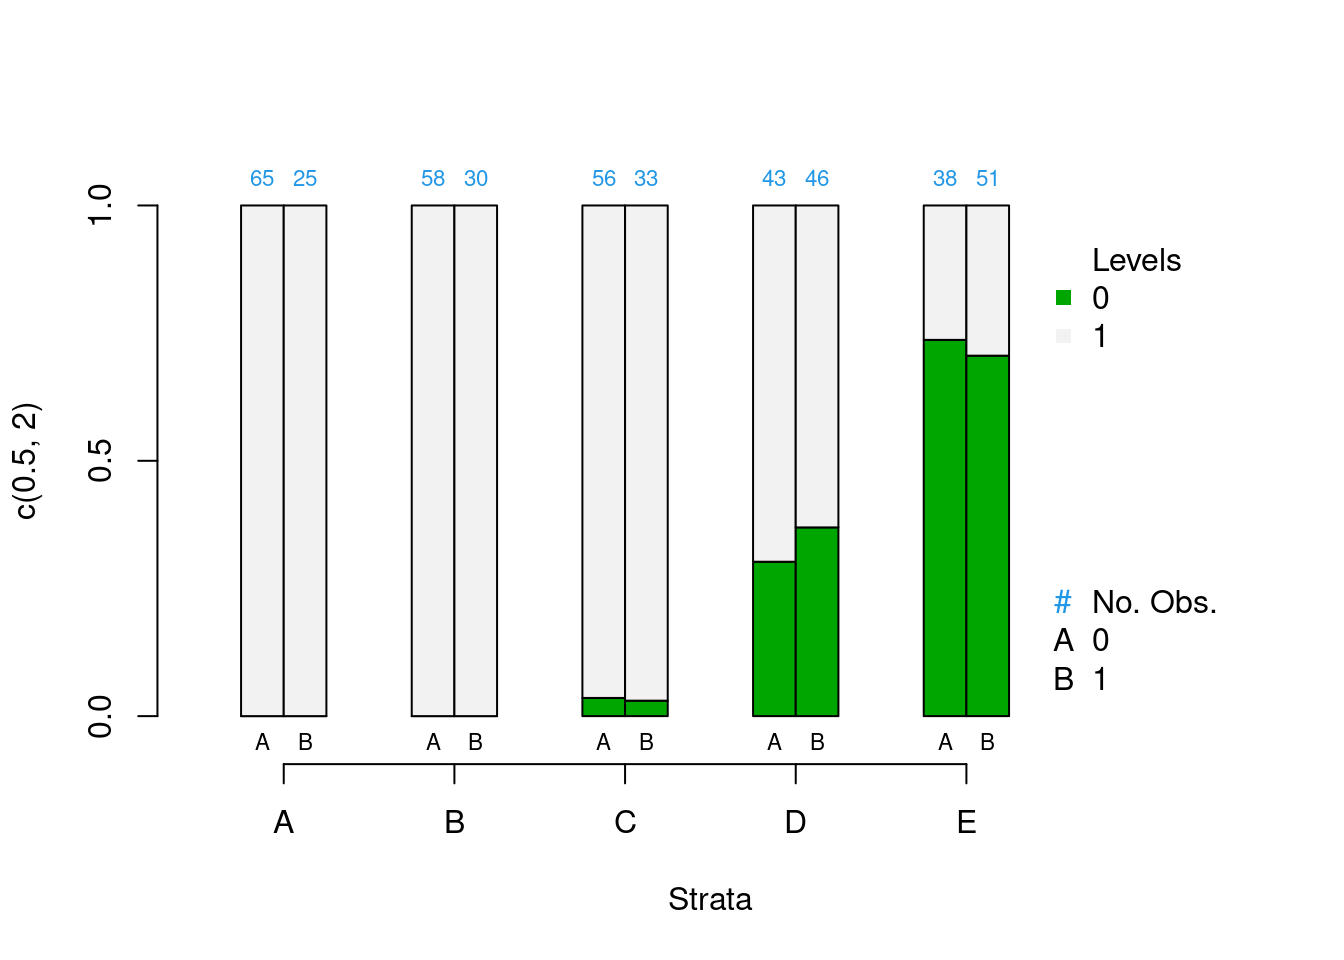 65 25 58 30 56 33 43 46 38 51
1.0
0.5
0.0
c(0.5, 2)
Levels
0
1
# No. Obs.
A 0
B 1
A B A B A B A B A B
A B C D E
Strata